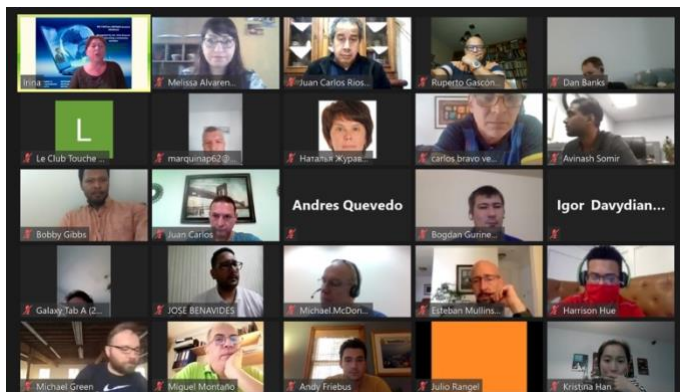 Irina
Melissa Alvaren...
Juan Carlos Rios...
Ruperto Gascón...
Dan Banks
L
Le Club Touche ...
marquinap62@...
Наталья Журав...
carlos bravo ve...
Avinash Somir
Bobby Gibbs
Juan Carlos
Andres Quevedo
Bogdan Gurine...
Igor Davydian...
Galaxy Tab A (2...
JOSE BENAVIDES
Michael McDon...
Esteban Mullins...
Harrison Hue
Michael Green
Miguel Montaño
Andy Friebus
Julio Rangel
Kristina Han...